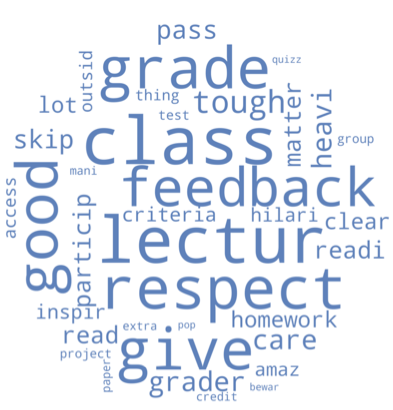 pass
grade
quizz
outsid
thing
lot
tough
test
matter
heavi
skip
class
group
mani
feedback
good
access
particip
criteria
hilari
clear
lectur
readi
respect
inspir
homework
read
extra
pop
give
care
project
paper
grader
amaz
credit
bewar